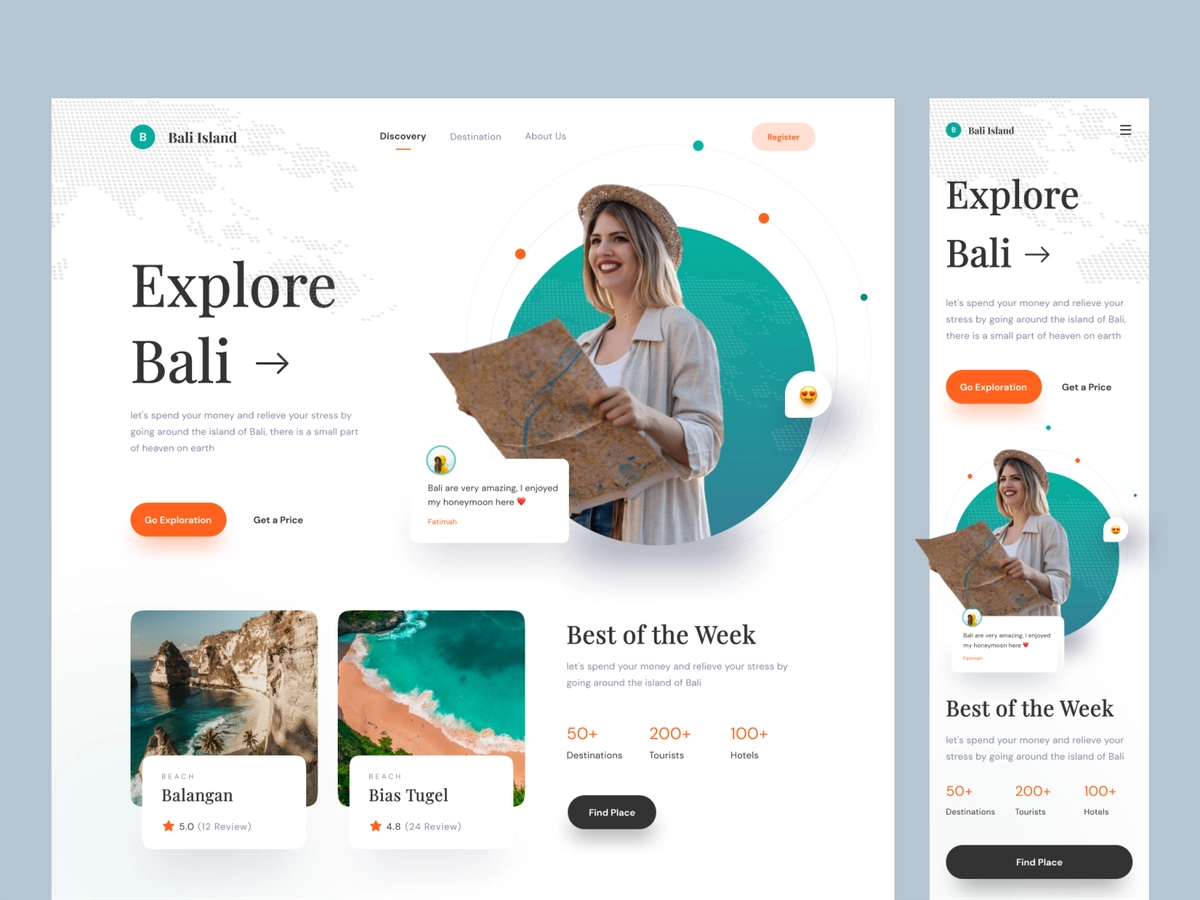 B
Bali Island
Discovery
Destination
About Us
Register
Explore
Bali →
let's spend your money and relieve your stress by
going around the island of Bali, there is a small part
of heaven on earth
Go Exploration
Get a Price
Bali are very amazing, I enjoyed
my honeymoon here ❤️
Fatimah
BEACH
Balangan
5.0 (12 Review)
BEACH
Bias Tugel
4.8 (24 Review)
Best of the Week
let's spend your money and relieve your stress by
going around the island of Bali
50+
200+
100+
Destinations
Tourists
Hotels
Find Place
B
Bali Island
Explore
Bali →
let's spend your money and relieve your
stress by going around the island of Bali,
there is a small part of heaven on earth
Go Exploration
Get a Price
Bali are very amazing, I enjoyed
my honeymoon here ❤️
Fatimah
Best of the Week
let's spend your money and relieve your
stress by going around the island of Bali
50+
200+
100+
Destinations
Tourists
Hotels
Find Place